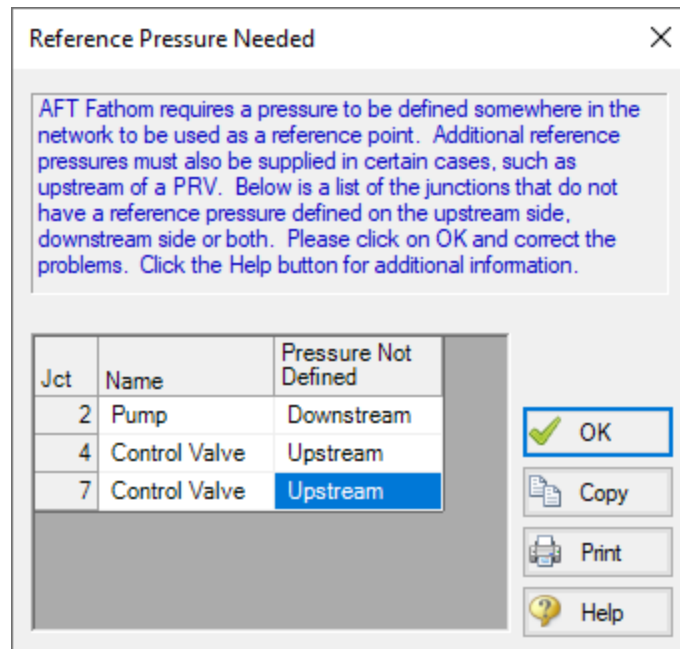 Reference Pressure Needed
AFT Fathom requires a pressure to be defined somewhere in the
network to be used as a reference point.  Additional reference
pressures must also be supplied in certain cases, such as
upstream of a PRV.  Below is a list of the junctions that do not
have a reference pressure defined on the upstream side,
downstream side or both.  Please click on OK and correct the
problems.  Click the Help button for additional information.
Jct Name Pressure Not
Defined
2 Pump Downstream
4 Control Valve Upstream
7 Control Valve Upstream
OK
Copy
Print
Help